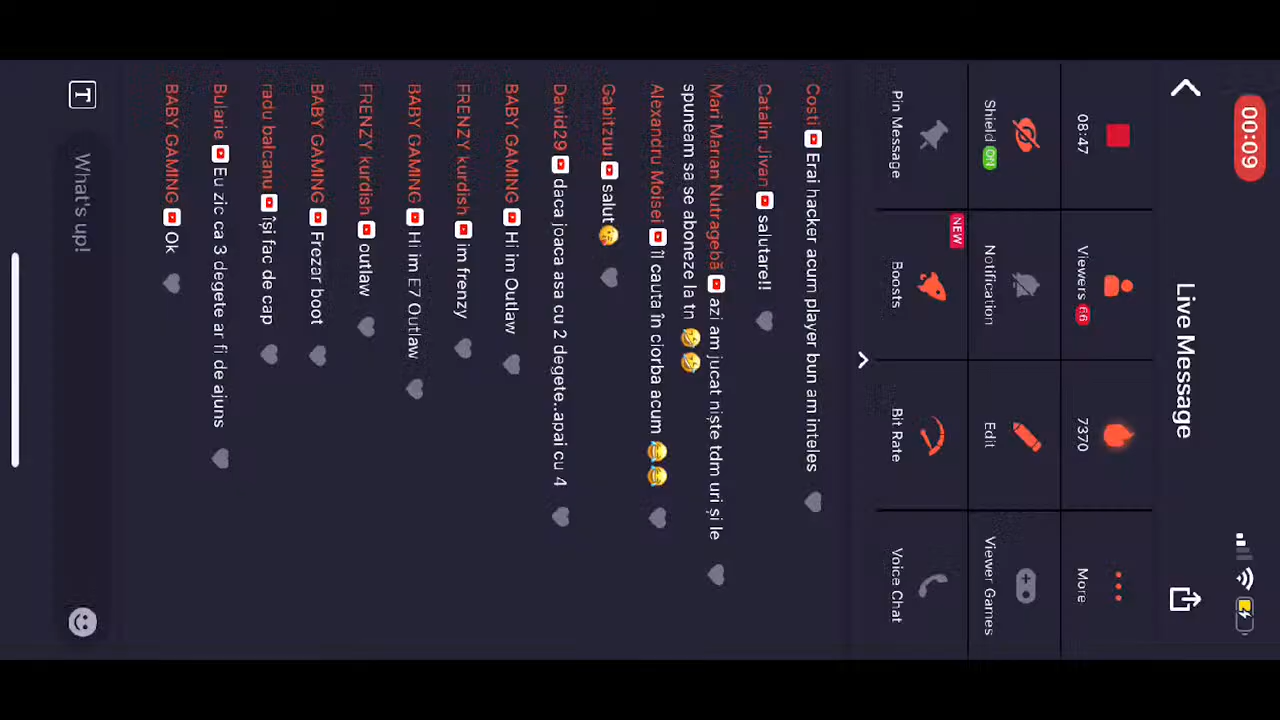 00:09
Live Message
08:47
Viewers 66
7370
More
Shield ON
Notification
Edit
Viewer Games
Pin Message
NEW
Boosts
Bit Rate
Voice Chat
Costi Erai hacker acum player bun am inteles
Catalin Jivan salutare!!
Mari Marian Nutragebă azi am jucat niște tdm uri și le
spuneam sa se aboneze la tn
Alexandru Moisei îl cauta în ciorba acum
Gabitzuu salut
David29 daca joaca asa cu 2 degete..apai cu 4
BABY GAMING Hi im Outlaw
FRENZY kurdish im frenzy
BABY GAMING Hi im E7 Outlaw
FRENZY kurdish outlaw
BABY GAMING Frezar boot
radu balcanu își fac de cap
Bularie Eu zic ca 3 degete ar fi de ajuns
BABY GAMING Ok
T
What's up!